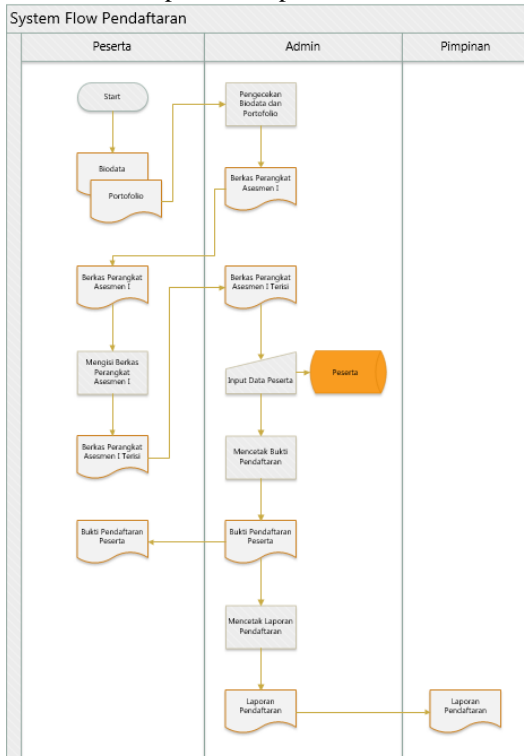 System Flow Pendaftaran
Peserta
Admin
Pimpinan
Start
Pengecekan
Biodata dan
Portofolio
Biodata
Portofolio
Berkas Perangkat
Asesmen I
Berkas Perangkat
Asesmen I
Berkas Perangkat
Asesmen I Terisi
Mengisi Berkas
Perangkat
Asesmen I
Input Data Peserta
Peserta
Berkas Perangkat
Asesmen I Terisi
Mencetak Bukti
Pendaftaran
Bukti Pendaftaran
Peserta
Bukti Pendaftaran
Peserta
Mencetak Laporan
Pendaftaran
Laporan
Pendaftaran
Laporan
Pendaftaran